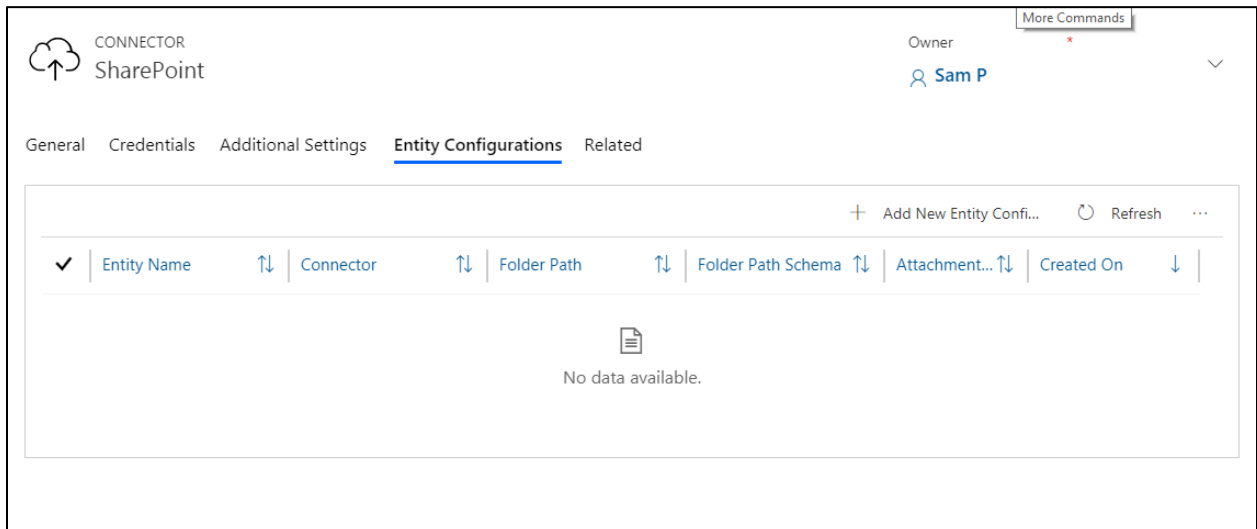 More Commands
CONNECTOR
SharePoint
Owner *
Sam P
General Credentials Additional Settings Entity Configurations Related
Add New Entity Confi... Refresh ...
Entity Name Connector Folder Path Folder Path Schema Attachment... Created On
No data available.